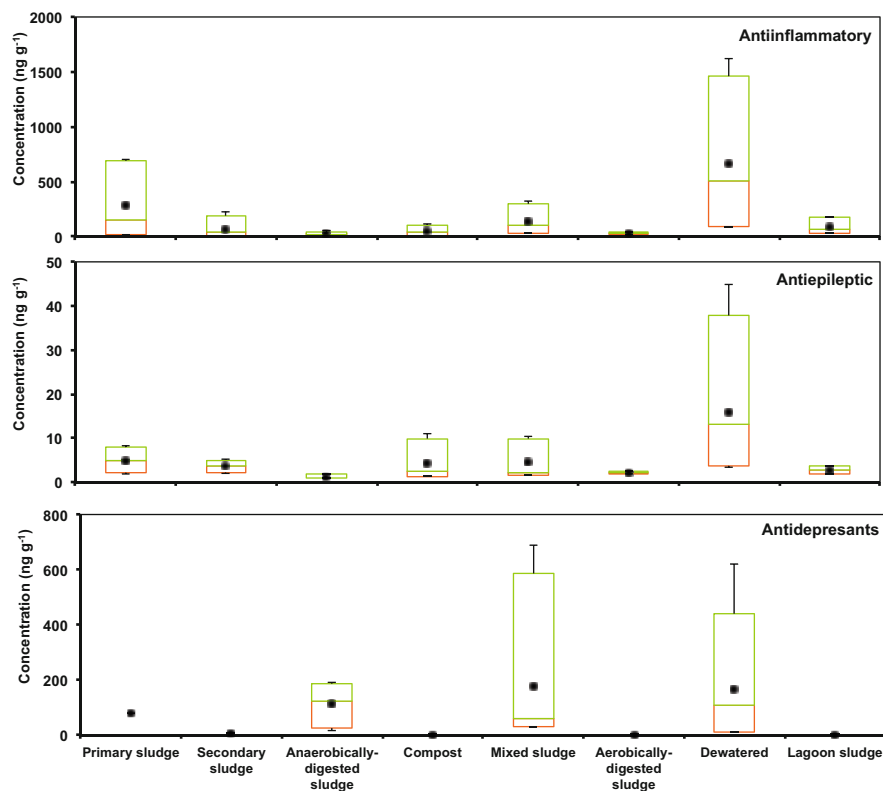 Antiinflammatory
Concentration (ng g-1)
2000
1500
1000
500
0
Antiepileptic
Concentration (ng g-1)
50
40
30
20
10
0
Antidepresants
Concentration (ng g-1)
800
600
400
200
0
Primary sludge
Secondary
sludge
Anaerobically-
digested
sludge
Compost
Mixed sludge
Aerobically-
digested
sludge
Dewatered
Lagoon sludge